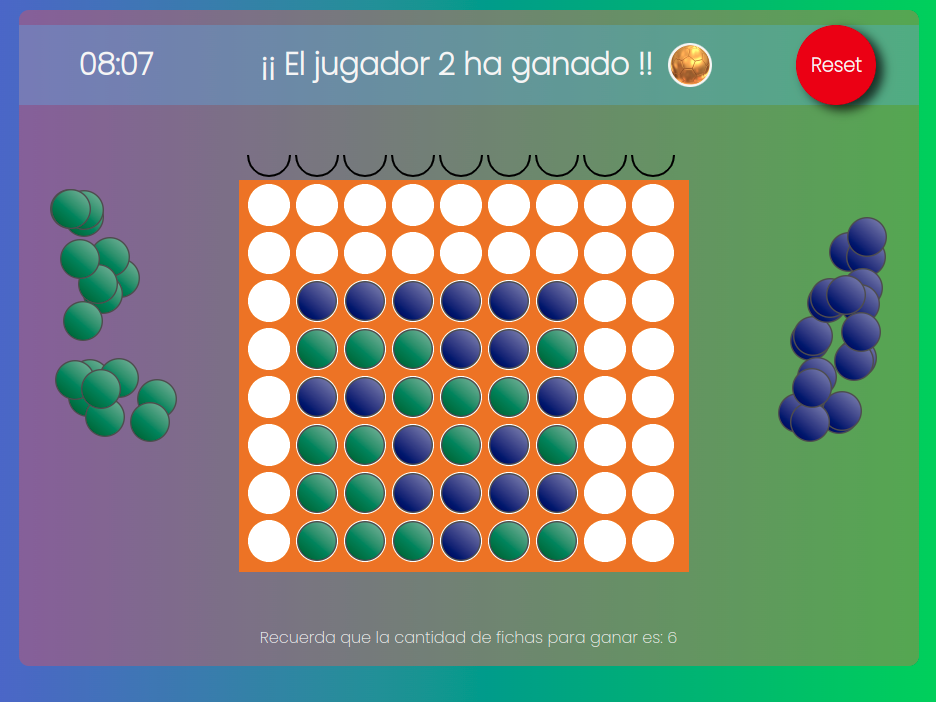 08:07
¡¡ El jugador 2 ha ganado !!
Reset
Recuerda que la cantidad de fichas para ganar es: 6